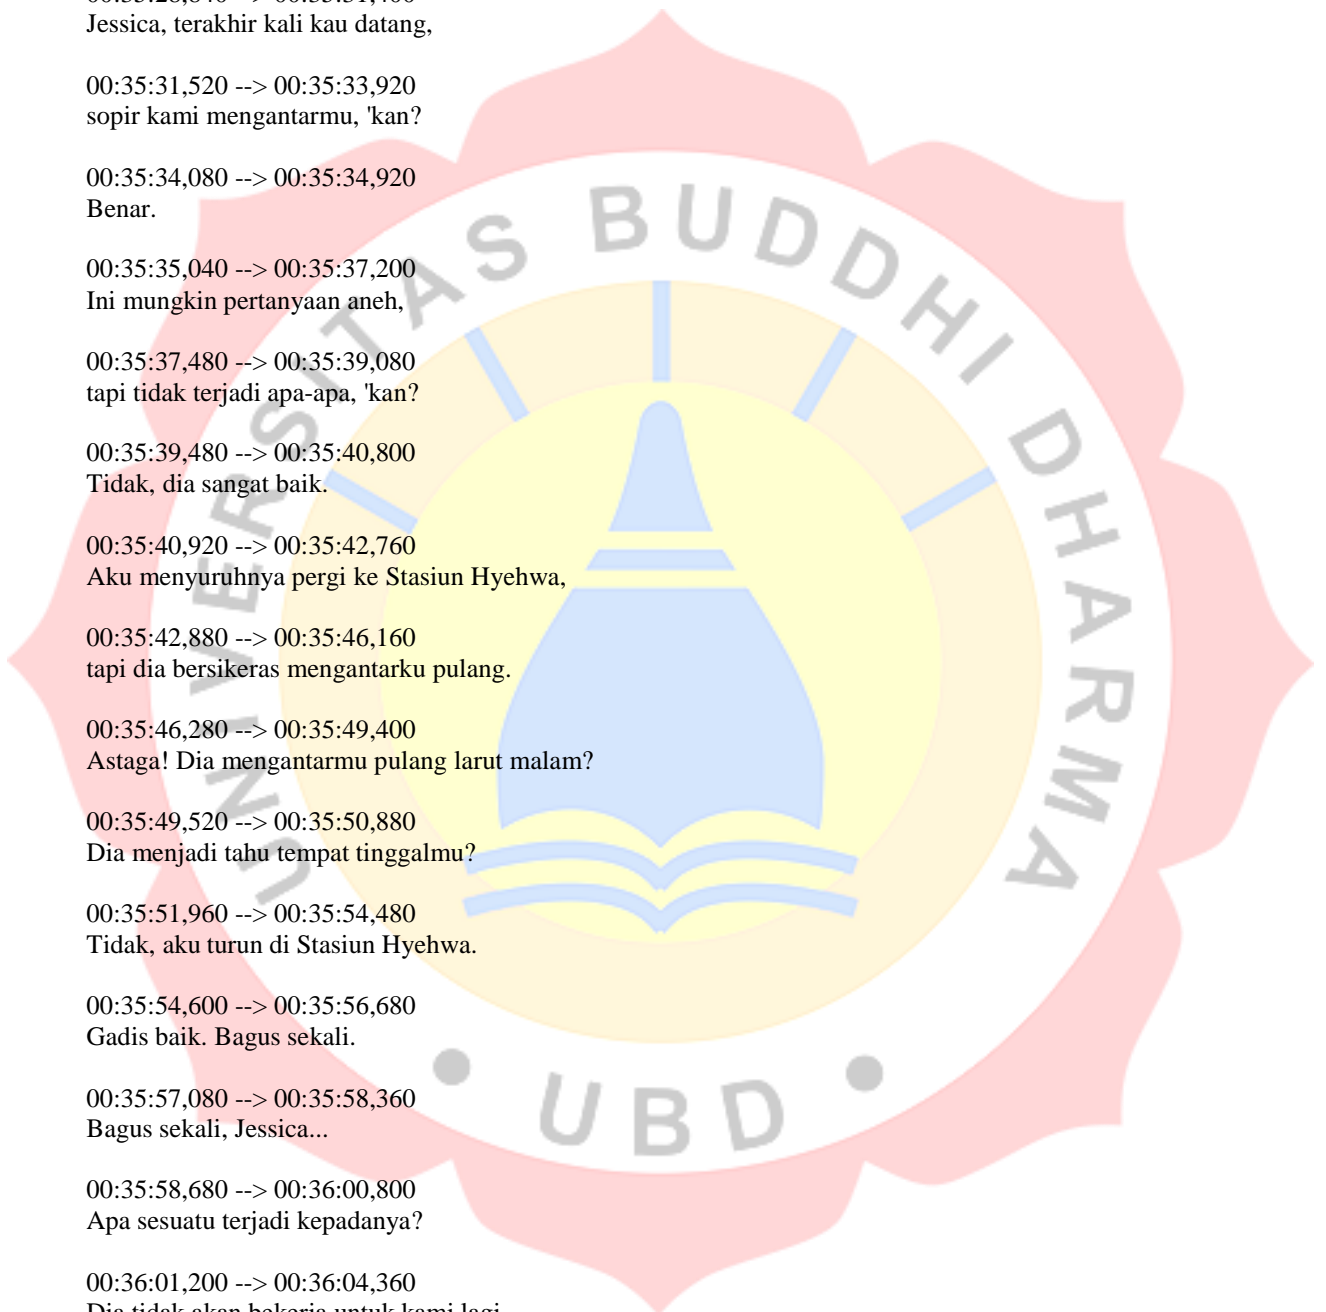 Jessica, terakhir kali kau datang,
00:35:31,520 --> 00:35:33,920
sopir kami mengantarmu, 'kan?
00:35:34,080 --> 00:35:34,920
Benar.
00:35:35,040 --> 00:35:37,200
Ini mungkin pertanyaan aneh,
00:35:37,480 --> 00:35:39,080
tapi tidak terjadi apa-apa, 'kan?
00:35:39,480 --> 00:35:40,800
Tidak, dia sangat baik.
00:35:40,920 --> 00:35:42,760
Aku menyuruhnya pergi ke Stasiun Hyehwa,
00:35:42,880 --> 00:35:46,160
tapi dia bersikeras mengantarku pulang.
00:35:46,280 --> 00:35:49,400
Astaga! Dia mengantarmu pulang larut malam?
00:35:49,520 --> 00:35:50,880
Dia menjadi tahu tempat tinggalmu?
00:35:51,960 --> 00:35:54,480
Tidak, aku turun di Stasiun Hyehwa.
00:35:54,600 --> 00:35:56,680
Gadis baik. Bagus sekali.
00:35:57,080 --> 00:35:58,360
Bagus sekali, Jessica...
00:35:58,680 --> 00:36:00,800
Apa sesuatu terjadi kepadanya?
00:36:01,200 --> 00:36:04,360
Dia tidak akan bekerja untuk kami lagi
UNIVERSITAS BUDDHI DHARMA
UBD